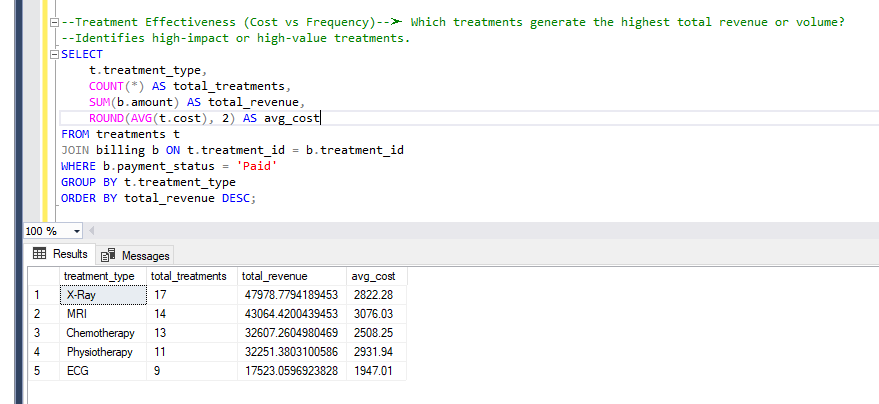 --Treatment Effectiveness (Cost vs Frequency)--➤ Which treatments generate the highest total revenue or volume?
--Identifies high-impact or high-value treatments.
SELECT
t.treatment_type,
COUNT(*) AS total_treatments,
SUM(b.amount) AS total_revenue,
ROUND(AVG(t.cost), 2) AS avg_cost
FROM treatments t
JOIN billing b ON t.treatment_id = b.treatment_id
WHERE b.payment_status = 'Paid'
GROUP BY t.treatment_type
ORDER BY total_revenue DESC;
100 %
Results Messages
treatment_type total_treatments total_revenue avg_cost
1 X-Ray 17 47978.7794189453 2822.28
2 MRI 14 43064.4200439453 3076.03
3 Chemotherapy 13 32607.2604980469 2508.25
4 Physiotherapy 11 32251.3803100586 2931.94
5 ECG 9 17523.0596923828 1947.01